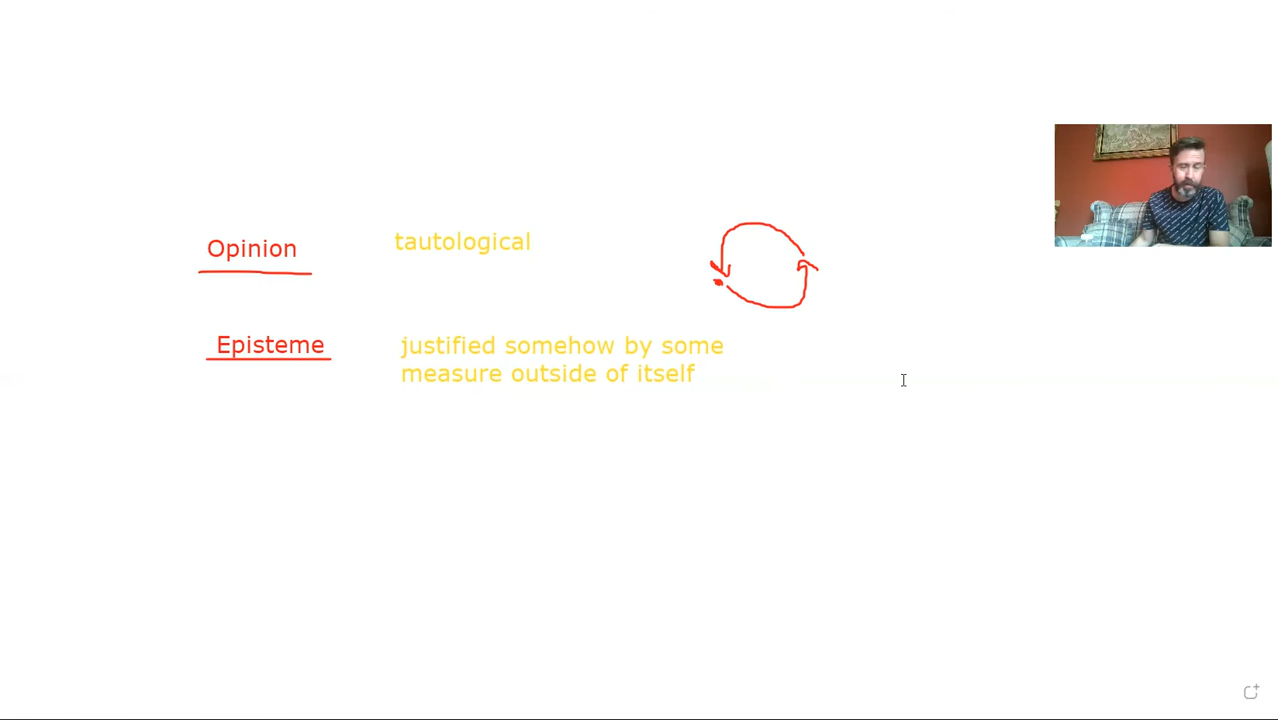 Opinion
tautological
Episteme
justified somehow by some
measure outside of itself